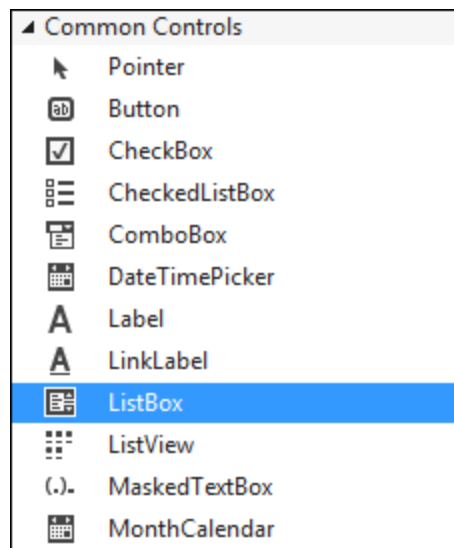 Common Controls
Pointer
Button
CheckBox
CheckedListBox
ComboBox
DateTimePicker
Label
LinkLabel
ListBox
ListView
MaskedTextBox
MonthCalendar